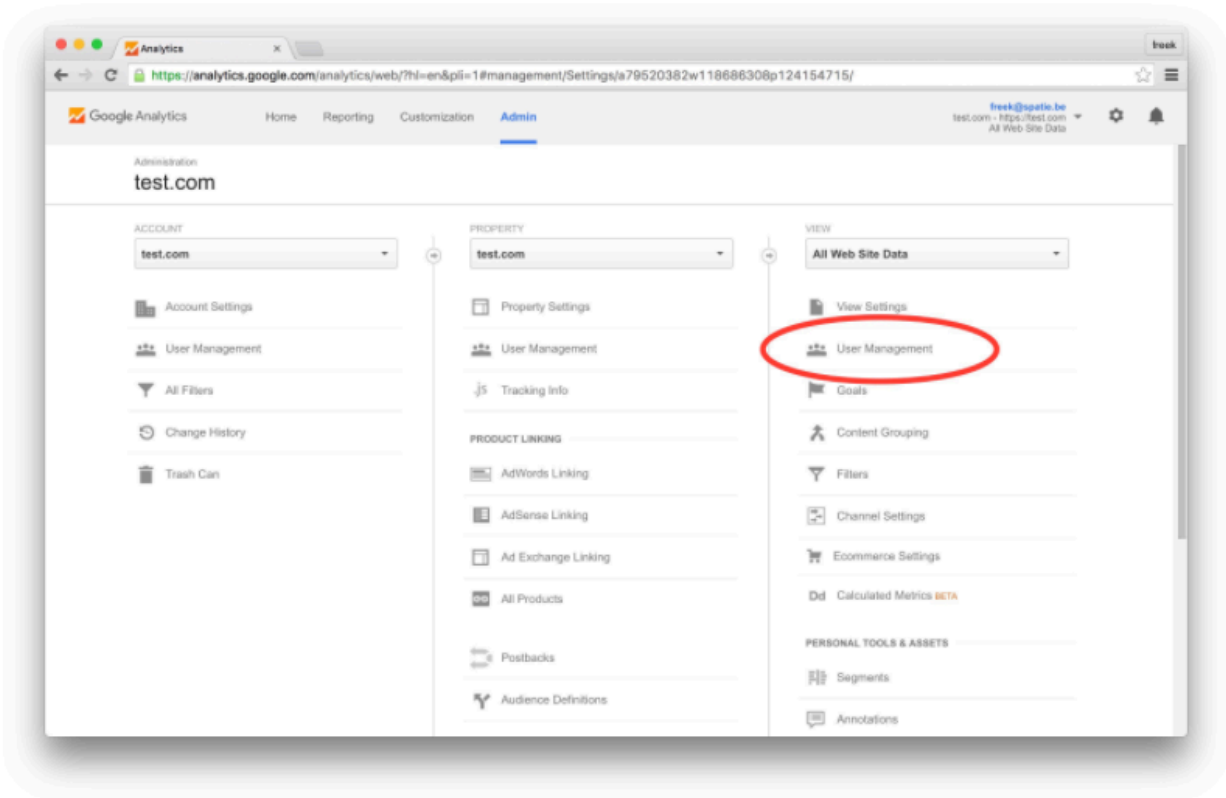 Analytics
freek
https://analytics.google.com/analytics/web/?hl=en&pli=1#management/Settings/a79520382w118686308p124154715/
Google Analytics
Home
Reporting
Customization
Admin
freek@spatie.be
test.com - https://test.com
All Web Site Data
Administration
test.com
ACCOUNT
test.com
Account Settings
User Management
All Filters
Change History
Trash Can
PROPERTY
test.com
Property Settings
User Management
.js Tracking Info
PRODUCT LINKING
AdWords Linking
AdSense Linking
Ad Exchange Linking
All Products
Postbacks
Audience Definitions
VIEW
All Web Site Data
View Settings
User Management
Goals
Content Grouping
Filters
Channel Settings
Ecommerce Settings
Dd Calculated Metrics BETA
PERSONAL TOOLS & ASSETS
Segments
Annotations